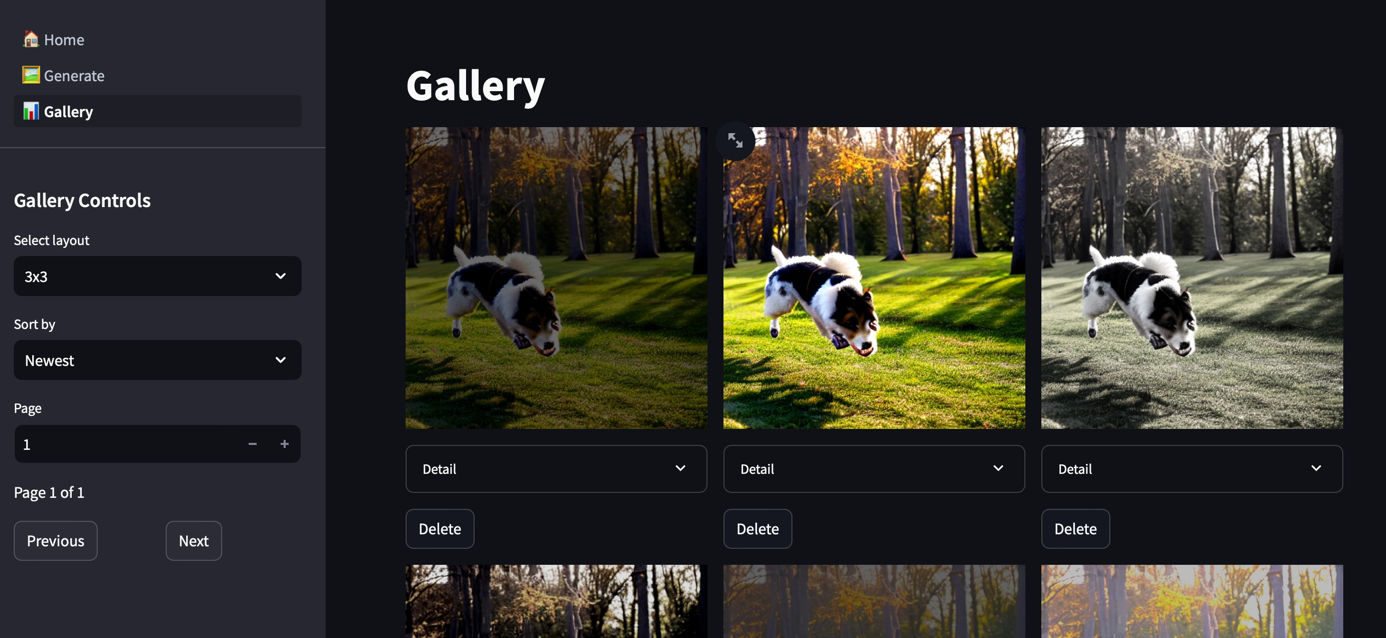 Home
Generate
Gallery
Gallery Controls
Select layout
3x3
Sort by
Newest
Page
1
Page 1 of 1
Previous Next
Gallery
Detail Detail Detail
Delete Delete Delete